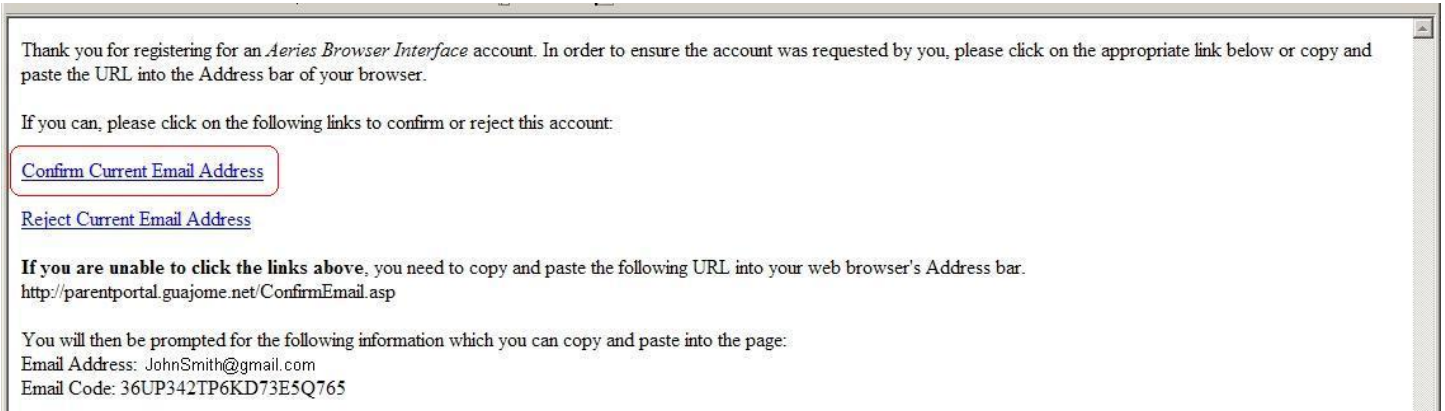 Thank you for registering for an Aeries Browser Interface account. In order to ensure the account was requested by you, please click on the appropriate link below or copy and
paste the URL into the Address bar of your browser.
If you can, please click on the following links to confirm or reject this account:
Confirm Current Email Address
Reject Current Email Address
If you are unable to click the links above, you need to copy and paste the following URL into your web browser's Address bar.
http://parentportal.guajome.net/ConfirmEmail.asp
You will then be prompted for the following information which you can copy and paste into the page:
Email Address: JohnSmith@gmail.com
Email Code: 36UP342TP6KD73E5Q765